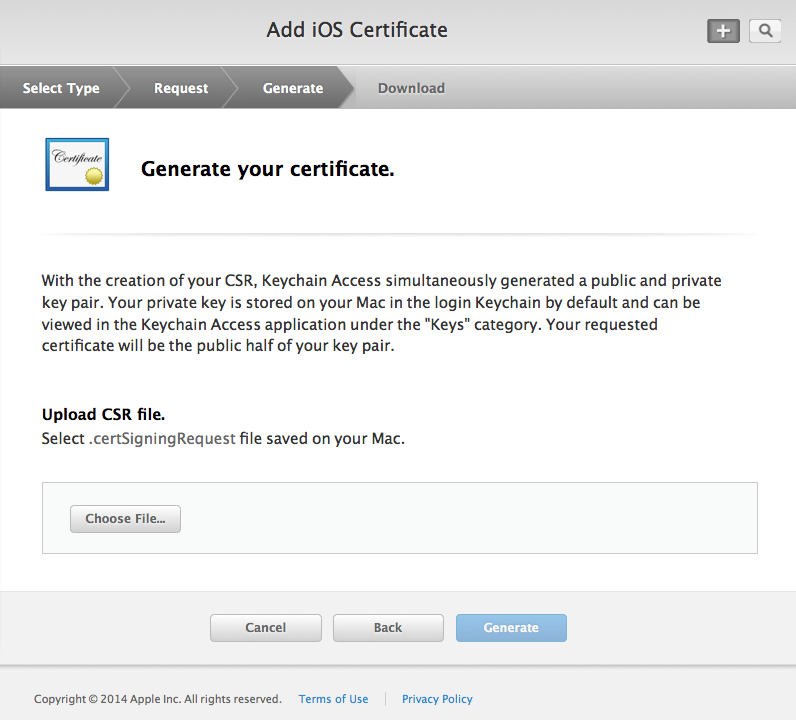 Add iOS Certificate
Select Type
Request
Generate
Download
Certificate
Generate your certificate.
With the creation of your CSR, Keychain Access simultaneously generated a public and private
key pair. Your private key is stored on your Mac in the login Keychain by default and can be
viewed in the Keychain Access application under the "Keys" category. Your requested
certificate will be the public half of your key pair.
Upload CSR file.
Select .certSigningRequest file saved on your Mac.
Choose File...
Cancel
Back
Generate
Copyright © 2014 Apple Inc. All rights reserved.
Terms of Use
Privacy Policy